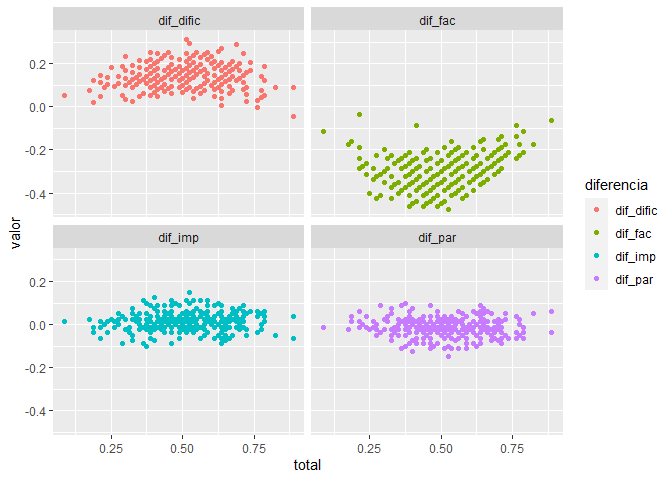 dif_dific
dif_fac
0.2
0.0
-0.2
-0.4
dif_imp
dif_par
0.2
0.0
-0.2
-0.4
0.25
0.50
0.75
0.25
0.50
0.75
total
valor
diferencia
dif_dific
dif_fac
dif_imp
dif_par